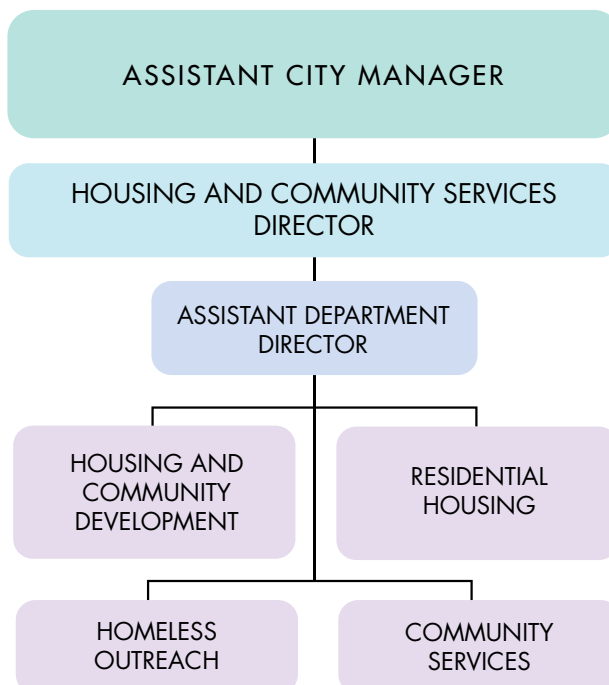 ASSISTANT CITY MANAGER
HOUSING AND COMMUNITY SERVICES
DIRECTOR
ASSISTANT DEPARTMENT
DIRECTOR
HOUSING AND
COMMUNITY
DEVELOPMENT
RESIDENTIAL
HOUSING
HOMELESS
OUTREACH
COMMUNITY
SERVICES